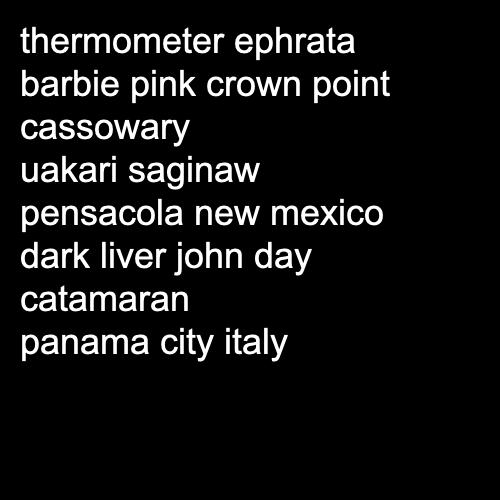 thermometer ephrata
barbie pink crown point
cassowary
uakari saginaw
pensacola new mexico
dark liver john day
catamaran
panama city italy